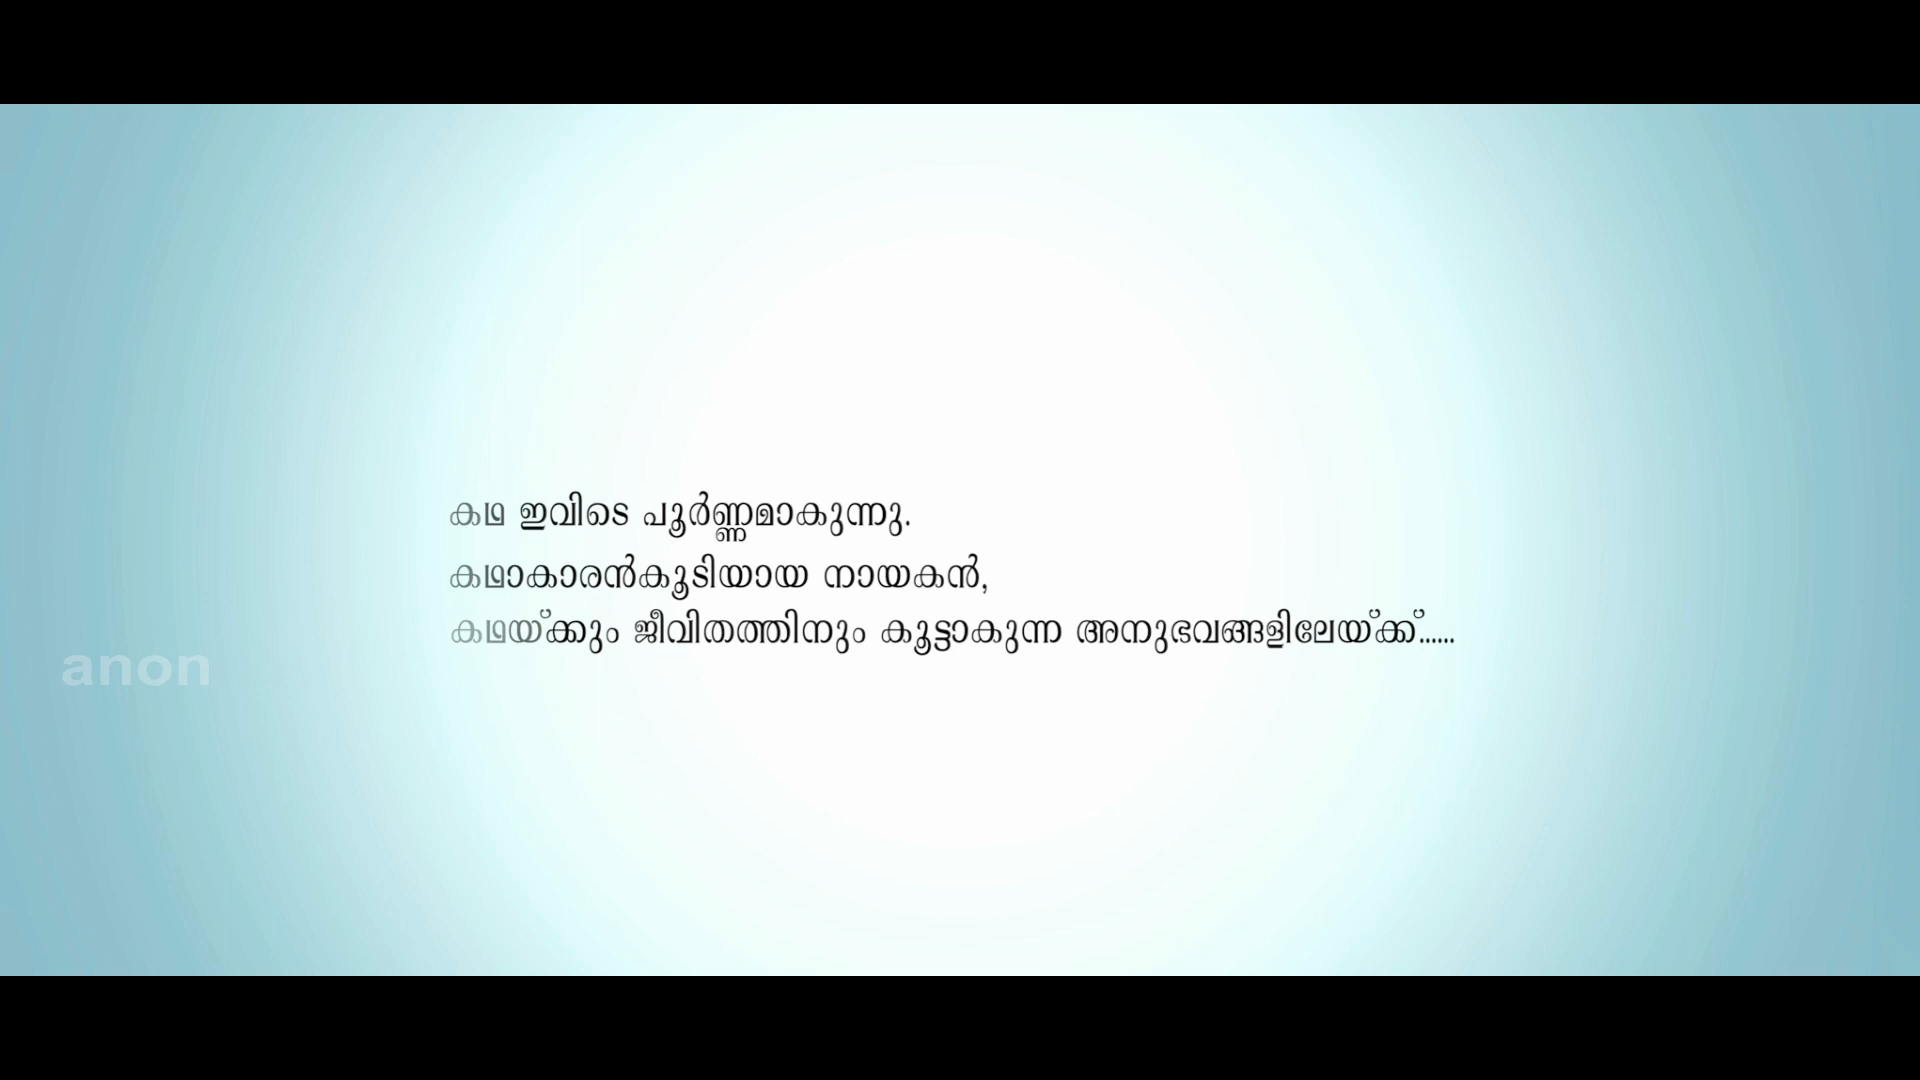 കഥ ഇവിടെ പൂർണ്ണമാകുന്നു.
കഥാകാരൻകൂടിയായ നായകൻ,
കഥയ്ക്കും ജീവിതത്തിനും കൂട്ടാകുന്ന അനുഭവങ്ങളിലേയ്ക്ക്......
anon